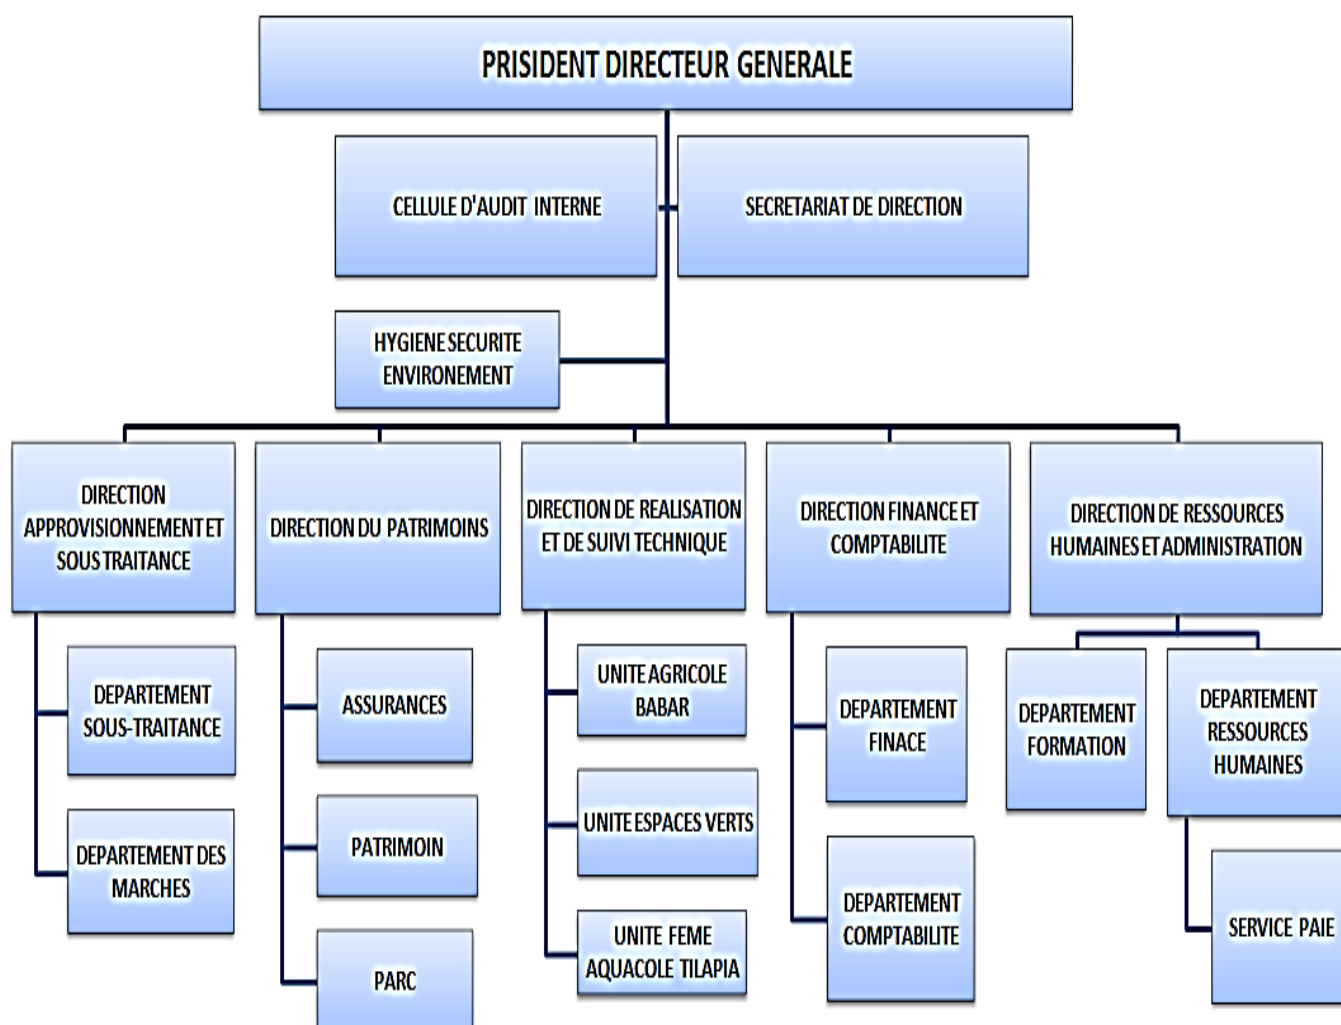 PRISIDENT DIRECTEUR GENERALE
CELLULE D'AUDIT INTERNE
SECRETARIAT DE DIRECTION
HYGIENE SECURITE
ENVIRONEMENT
DIRECTION
APPROVISIONNEMENT ET
SOUS TRAITANCE
DIRECTION DU PATRIMOINS
DIRECTION DE REALISATION
ET DE SUIVI TECHNIQUE
DIRECTION FINANCE ET
COMPTABILITE
DIRECTION DE RESSOURCES
HUMAINES ET ADMINISTRATION
DEPARTEMENT
SOUS-TRAITANCE
DEPARTEMENT DES
MARCHES
ASSURANCES
PATRIMOIN
PARC
UNITE AGRICOLE
BABAR
UNITE ESPACES VERTS
UNITE FEME
AQUACOLE TILAPIA
DEPARTEMENT
FINACE
DEPARTEMENT
COMPTABILITE
DEPARTEMENT
FORMATION
DEPARTEMENT
RESSOURCES
HUMAINES
SERVICE PAIE